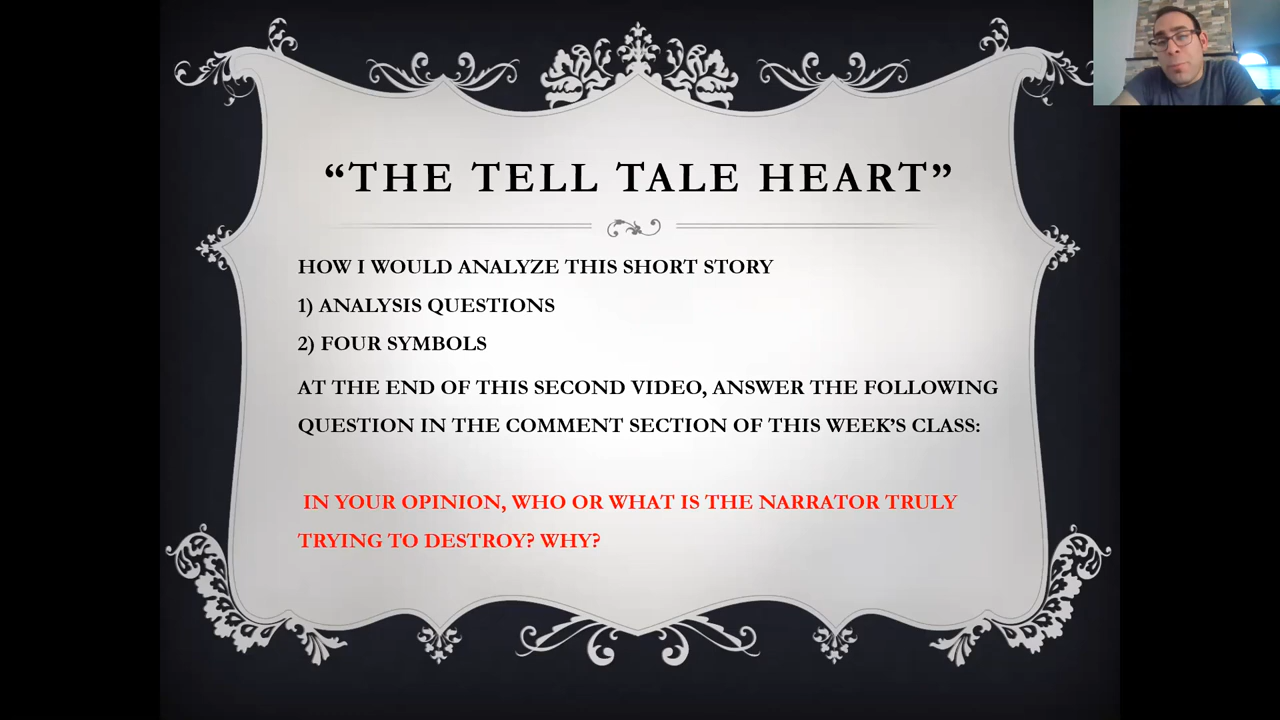 “THE TELL TALE HEART”
HOW I WOULD ANALYZE THIS SHORT STORY
1) ANALYSIS QUESTIONS
2) FOUR SYMBOLS
AT THE END OF THIS SECOND VIDEO, ANSWER THE FOLLOWING
QUESTION IN THE COMMENT SECTION OF THIS WEEK’S CLASS:
IN YOUR OPINION, WHO OR WHAT IS THE NARRATOR TRULY
TRYING TO DESTROY? WHY?